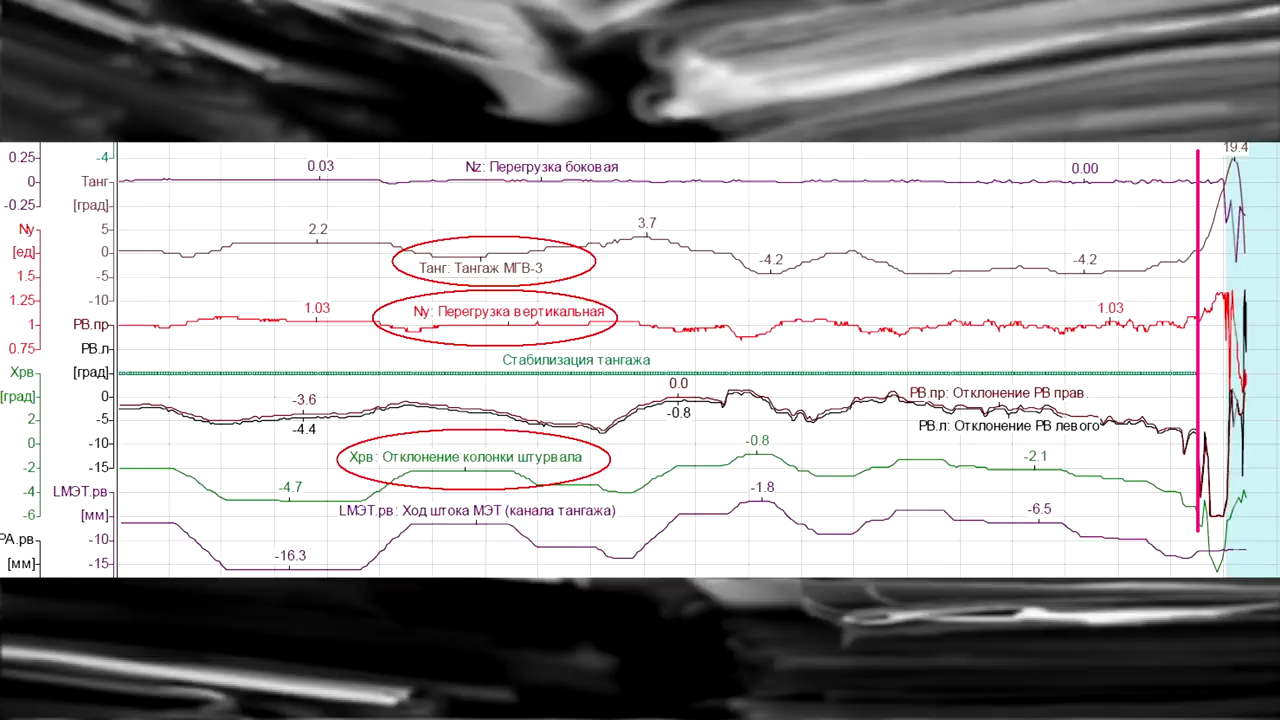 0.25 -4 0.03 Nz: Перегрузка боковая 0.00 19.4
0 Танг
-0.25 [град]
Ny 5 2.2 3.7
[ед] 0 Танг: Тангаж МГВ-3 -4.2 -4.2
1.5 -5
1.25 -10 1.03 Ny: Перегрузка вертикальная 1.03
1 РВ.пр
0.75 РВ.л Стабилизация тангажа
Xрв [град]
[град] 0 -3.6 0.0 РВ.пр: Отклонение РВ прав.
2 -5 -4.4 -0.8 РВ.л: Отклонение РВ левого
0 -10 -0.8
-2 -15 Xрв: Отклонение колонки штурвала -2.1
-4 -4.7 -1.8
LМЭТ.рв
-6 [мм] LМЭТ.рв: Ход штока МЭТ (канала тангажа) -6.5
РА.рв -10
[мм] -15 -16.3